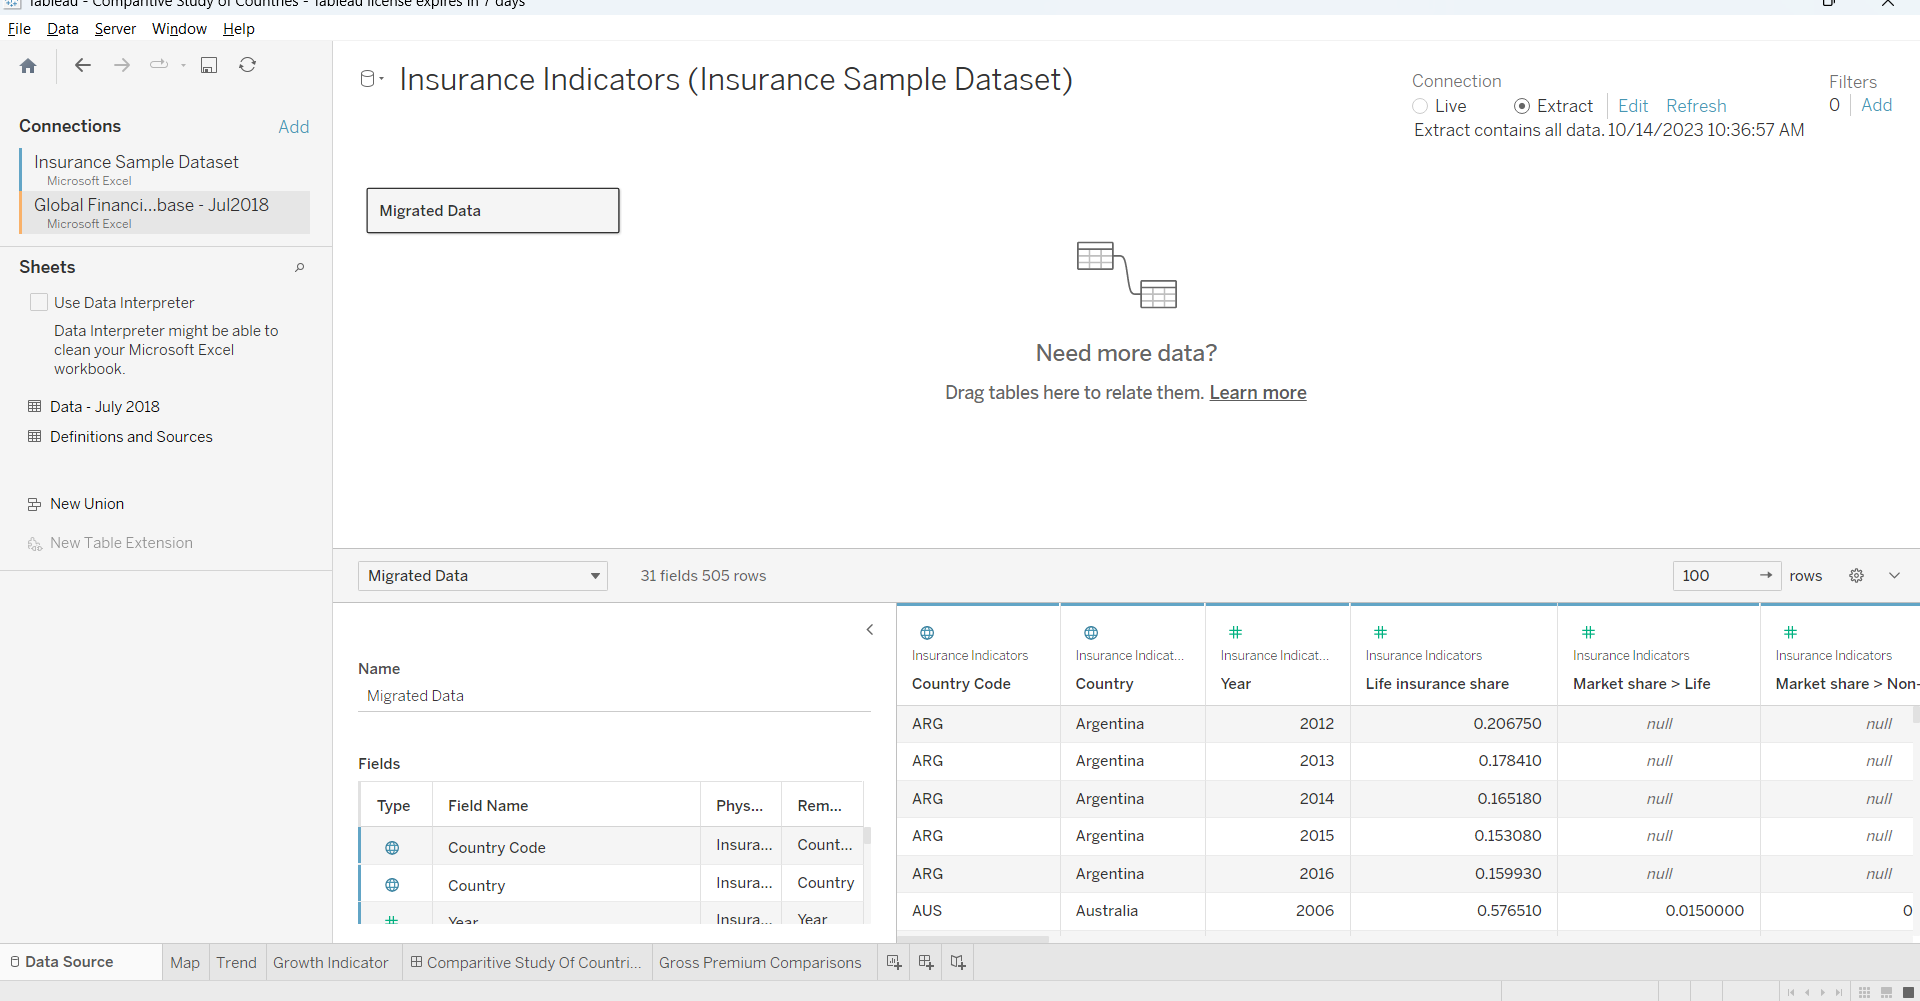 Tableau - Comparitive Study of Countries - Tableau license expires in 7 days
File Data Server Window Help
Insurance Indicators (Insurance Sample Dataset)
Connection
Live Extract Edit Refresh
Extract contains all data. 10/14/2023 10:36:57 AM
Filters
0 Add
Connections Add
Insurance Sample Dataset
Microsoft Excel
Global Financi...base - Jul2018
Microsoft Excel
Sheets
Use Data Interpreter
Data Interpreter might be able to
clean your Microsoft Excel
workbook.
Data - July 2018
Definitions and Sources
New Union
New Table Extension
Migrated Data
Need more data?
Drag tables here to relate them. Learn more
Migrated Data 31 fields 505 rows 100 rows
Name
Migrated Data
Fields
Type Field Name Phys... Rem...
Country Code Insura... Count...
Country Insura... Country
Year Insura... Year
Insurance Indicators Insurance Indicat... Insurance Indicat... Insurance Indicators Insurance Indicators Insurance Indicators
Country Code Country Year Life insurance share Market share > Life Market share > Non-
ARG Argentina 2012 0.206750 null null
ARG Argentina 2013 0.178410 null null
ARG Argentina 2014 0.165180 null null
ARG Argentina 2015 0.153080 null null
ARG Argentina 2016 0.159930 null null
AUS Australia 2006 0.576510 0.0150000 0
Data Source Map Trend Growth Indicator Comparitive Study Of Countri... Gross Premium Comparisons